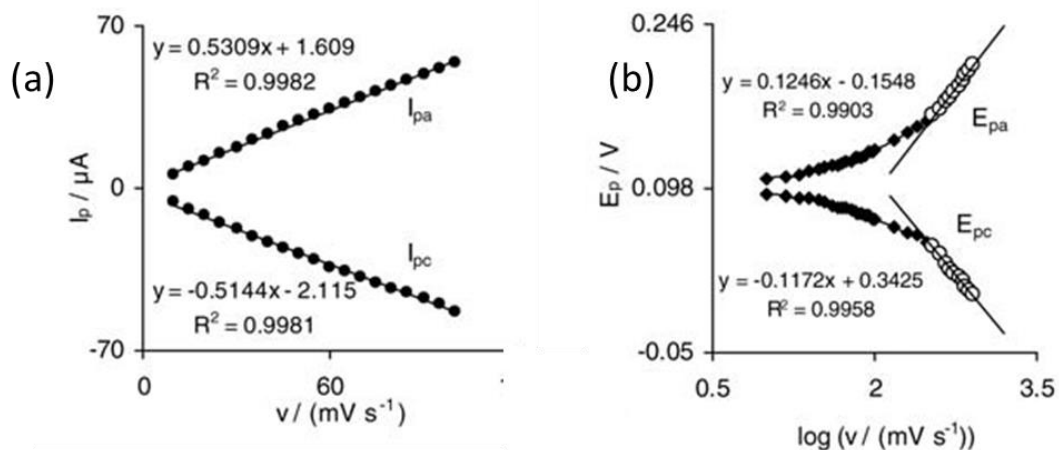 (a)
70
y = 0.5309x + 1.609
R² = 0.9982
Ipa
Ip / µA
0
Ipc
y = -0.5144x - 2.115
R² = 0.9981
-70
0
60
v / (mV s⁻¹)
(b)
0.246
y = 0.1246x - 0.1548
R² = 0.9903
Epa
Ep / V
0.098
Epc
y = -0.1172x + 0.3425
R² = 0.9958
-0.05
0.5
2
3.5
log (v / (mV s⁻¹))